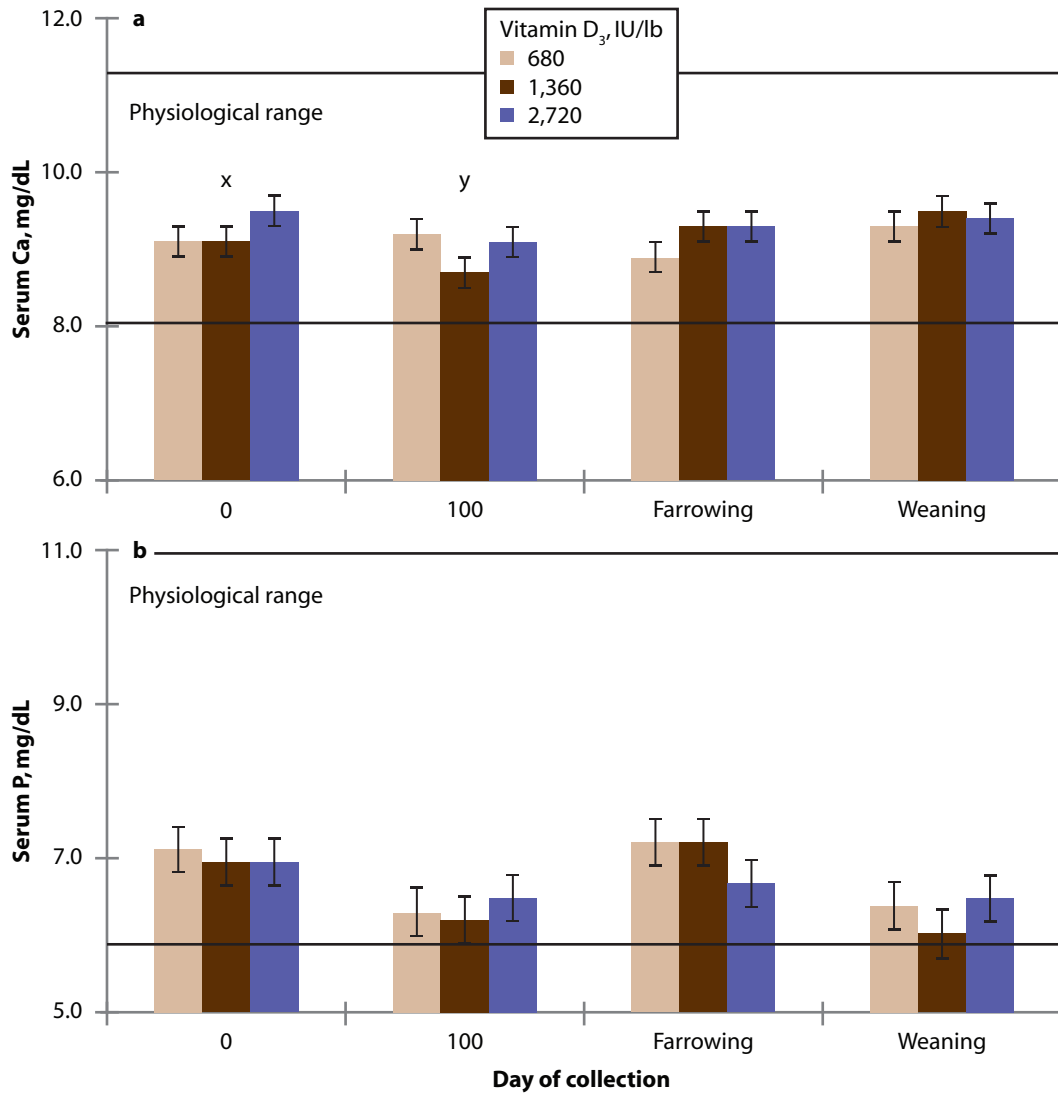 12.0
a
Vitamin D3, IU/lb
680
1,360
2,720
Physiological range
10.0
x
y
8.0
6.0
Serum Ca, mg/dL
0
100
Farrowing
Weaning
11.0
b
Physiological range
9.0
7.0
5.0
Serum P, mg/dL
0
100
Farrowing
Weaning
Day of collection